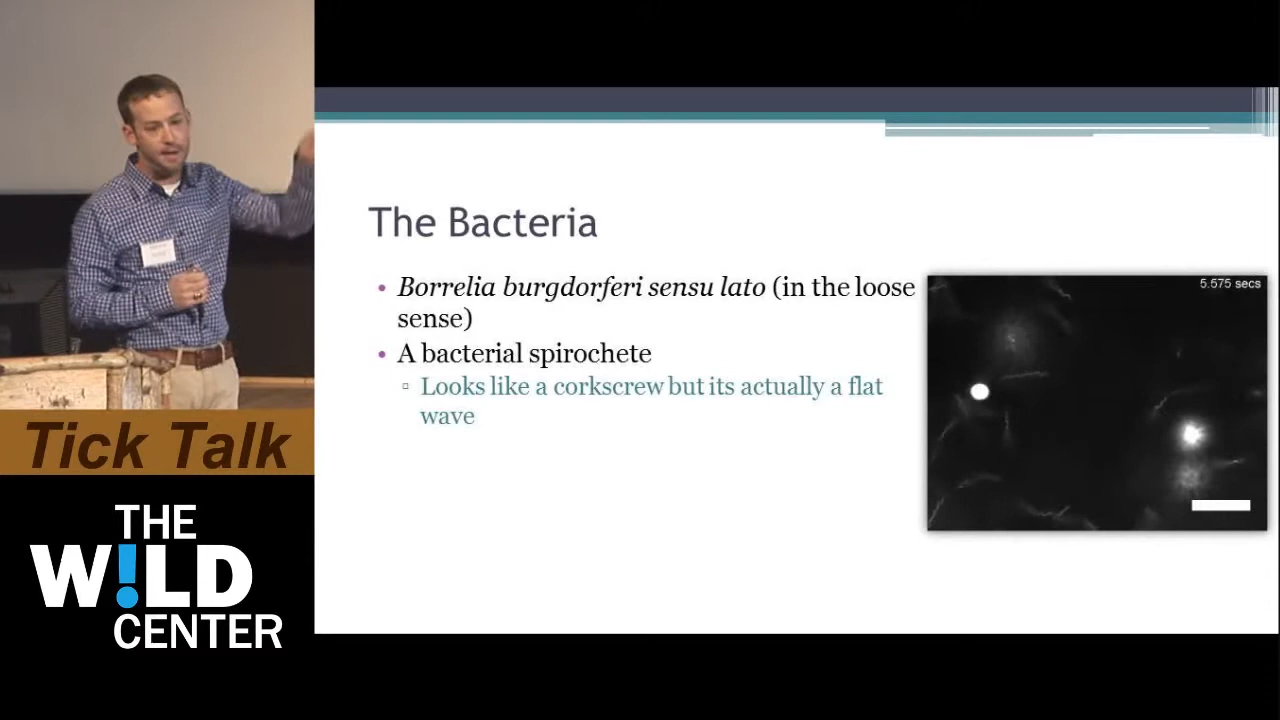 The Bacteria
• Borrelia burgdorferi sensu lato (in the loose
sense)
• A bacterial spirochete
▫ Looks like a corkscrew but its actually a flat
wave
5.575 secs
Tick Talk
THE
W!LD
CENTER